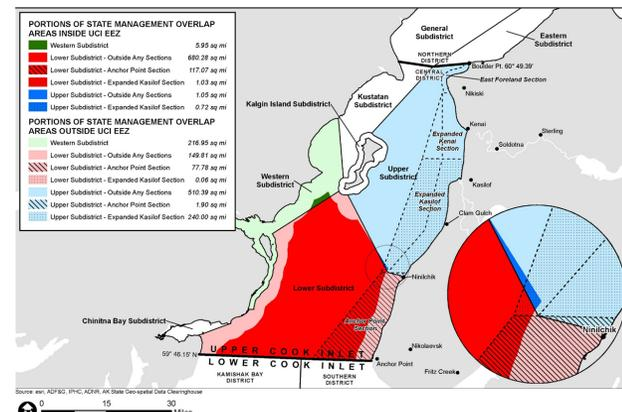 PORTIONS OF STATE MANAGEMENT OVERLAP
AREAS INSIDE UCI EEZ
Western Subdistrict 5.95 sq mi
Lower Subdistrict - Outside Any Sections 680.28 sq mi
Lower Subdistrict - Anchor Point Section 117.07 sq mi
Lower Subdistrict - Expanded Kasilof Section 1.03 sq mi
Upper Subdistrict - Outside Any Sections 1.05 sq mi
Upper Subdistrict - Expanded Kasilof Section 0.72 sq mi
PORTIONS OF STATE MANAGEMENT OVERLAP
AREAS OUTSIDE UCI EEZ
Western Subdistrict 216.95 sq mi
Lower Subdistrict - Outside Any Sections 149.81 sq mi
Lower Subdistrict - Anchor Point Section 77.78 sq mi
Lower Subdistrict - Expanded Kasilof Section 0.06 sq mi
Upper Subdistrict - Outside Any Sections 510.39 sq mi
Upper Subdistrict - Anchor Point Section 1.90 sq mi
Upper Subdistrict - Expanded Kasilof Section 240.00 sq mi
General
Subdistrict
Eastern
Subdistrict
NORTHERN
DISTRICT
CENTRAL
DISTRICT
Boulder Pt. 60° 49.39'
East Foreland Section
Nikiski
Kustatan
Subdistrict
Kalgin Island Subdistrict
Kenai
Sterling
Soldotna
Expanded
Kenai
Section
Upper
Subdistrict
Western
Subdistrict
Expanded
Kasilof
Section
Kasilof
Clam Gulch
Ninilchik
Lower Subdistrict
Anchor Point
Section
Ninilchik
Chinitna Bay Subdistrict
59° 46.15' N
UPPER COOK INLET
LOWER COOK INLET
KAMISHAK BAY
DISTRICT
SOUTHERN
DISTRICT
Nikolaevsk
Anchor Point
Fritz Creek
Source: esri, ADF&G, IPHC, ADNR, AK State Geo-spatial Data Clearinghouse
0 15 30
Miles